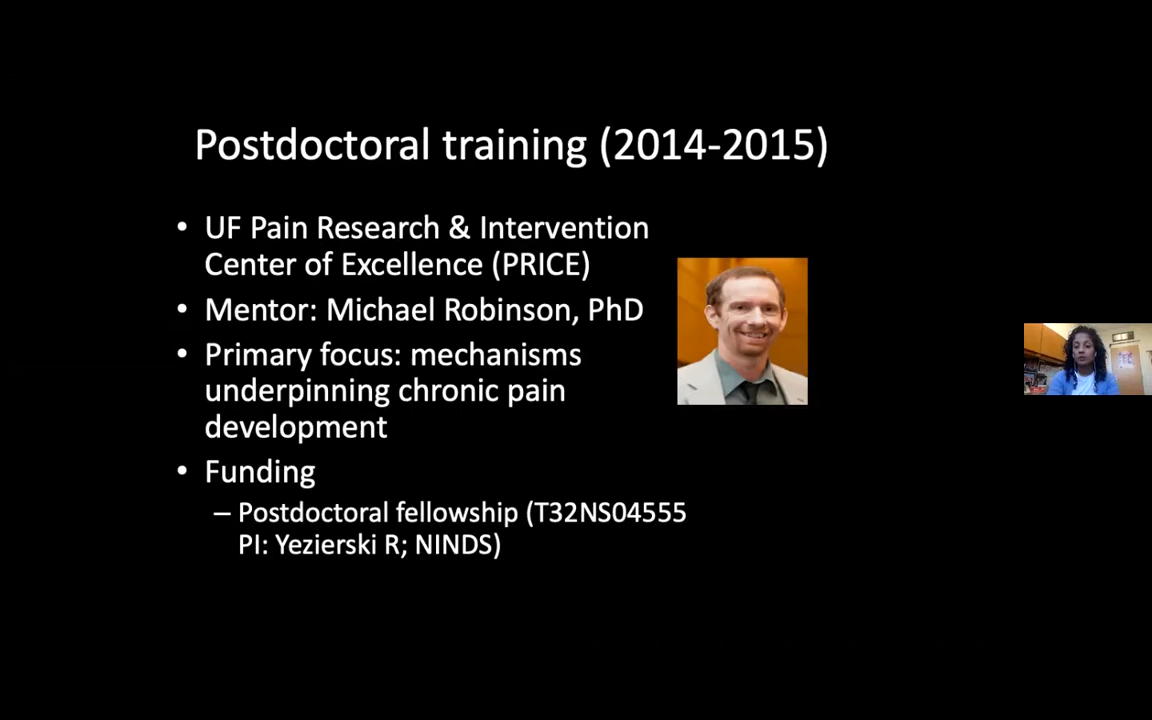 Postdoctoral training (2014-2015)
• UF Pain Research & Intervention
Center of Excellence (PRICE)
• Mentor: Michael Robinson, PhD
• Primary focus: mechanisms
underpinning chronic pain
development
• Funding
– Postdoctoral fellowship (T32NS04555
PI: Yezierski R; NINDS)